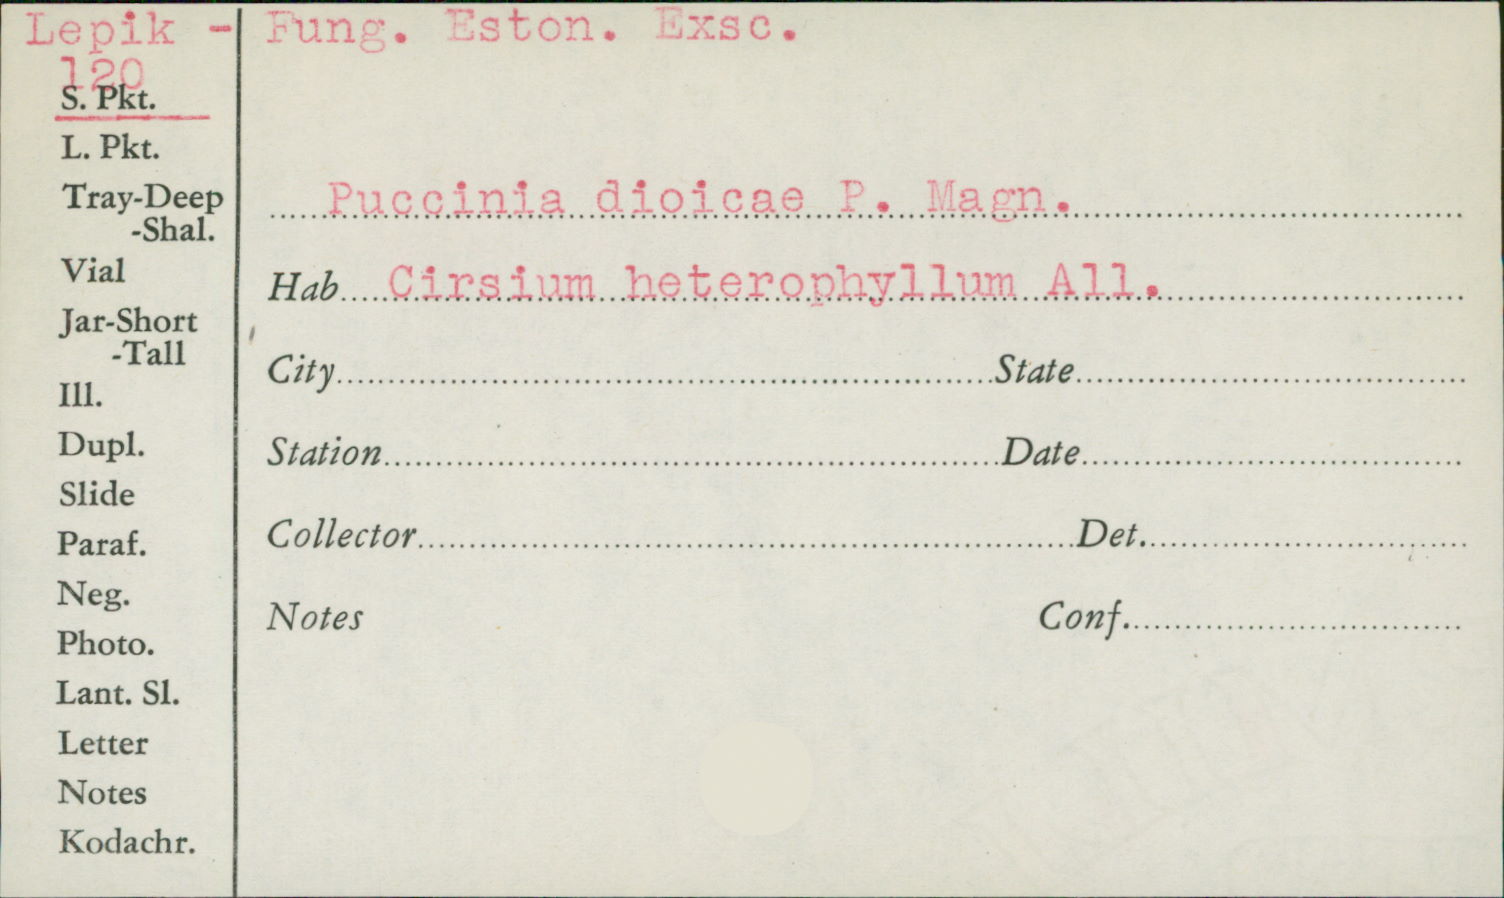 Lepik - Fung. Eston. Exsc.
120
S. Pkt.
L. Pkt.
Tray-Deep
-Shal.
Vial
Jar-Short
-Tall
Ill.
Dupl.
Slide
Paraf.
Neg.
Photo.
Lant. Sl.
Letter
Notes
Kodachr.
Puccinia dioicae P. Magn.
Hab. Cirsium heterophyllum All.
City State
Station Date
Collector Det.
Notes Conf.